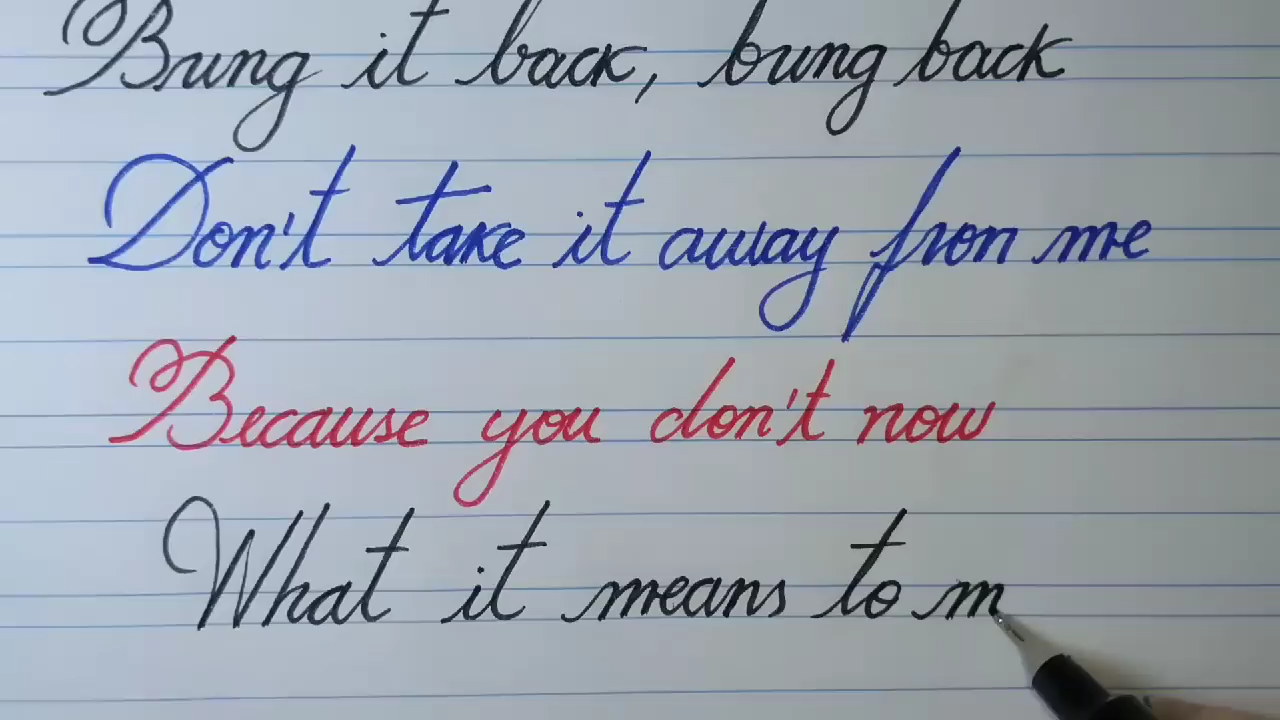 Bring it back, bring back
Don't take it away from me
Because you don't now
What it means to m